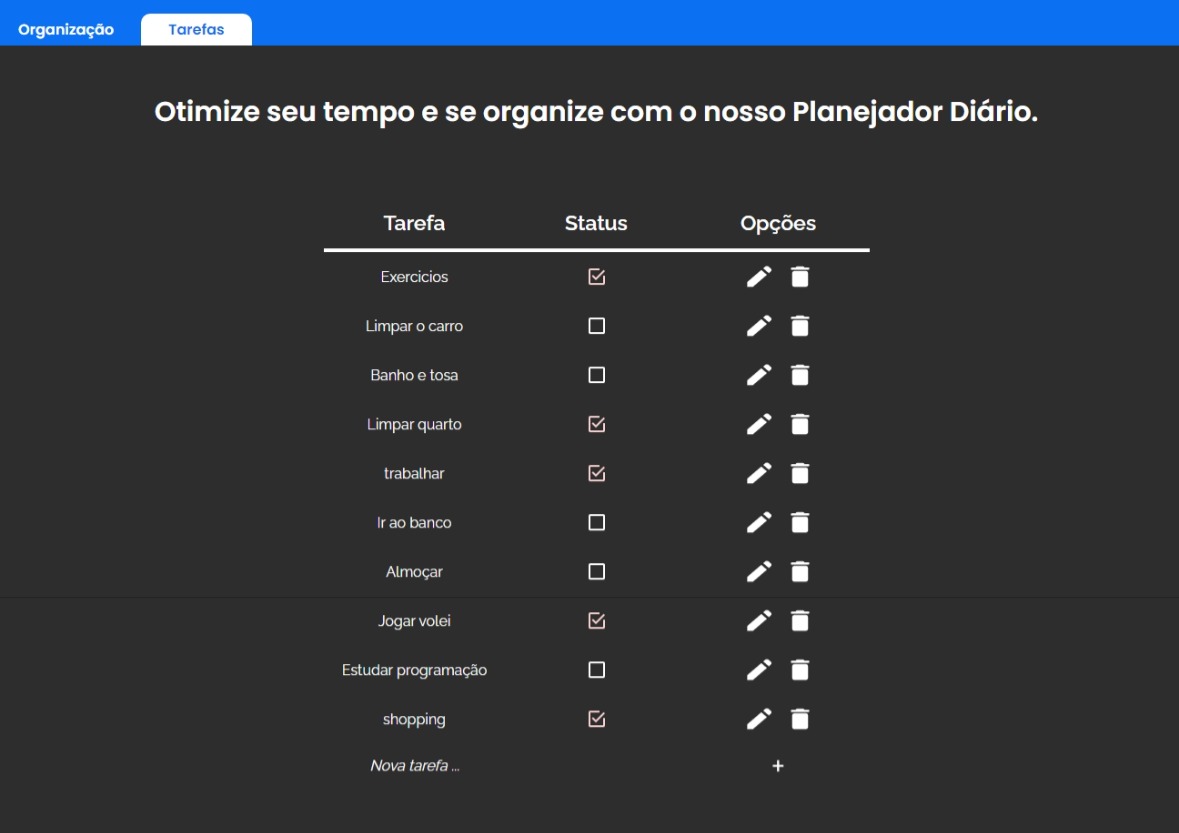 Organização
Tarefas
Otimize seu tempo e se organize com o nosso Planejador Diário.
Tarefa Status Opções
Exercicios
Limpar o carro
Banho e tosa
Limpar quarto
trabalhar
Ir ao banco
Almoçar
Jogar volei
Estudar programação
shopping
Nova tarefa ... +